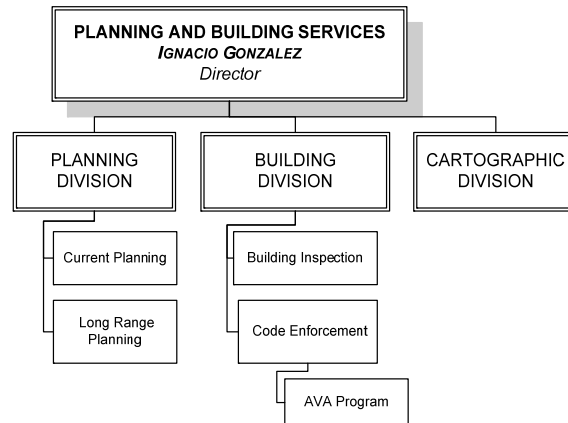 PLANNING AND BUILDING SERVICES
IGNACIO GONZALEZ
Director
PLANNING
DIVISION
BUILDING
DIVISION
CARTOGRAPHIC
DIVISION
Current Planning
Building Inspection
Long Range
Planning
Code Enforcement
AVA Program